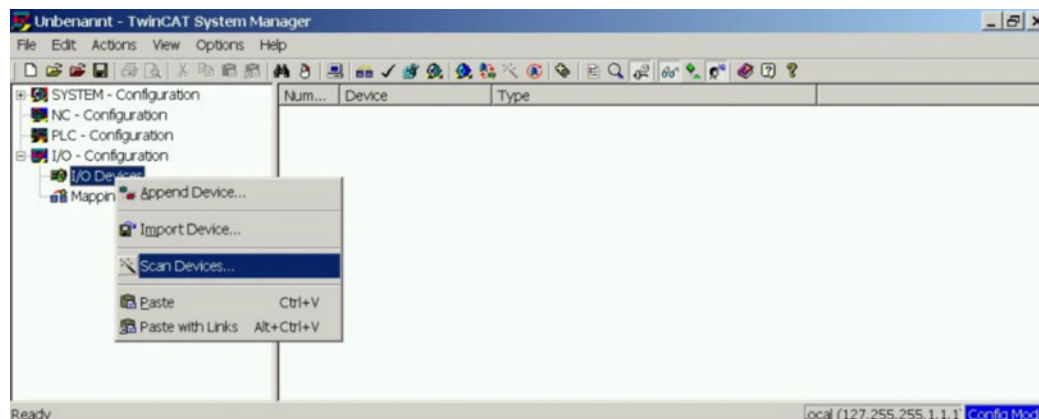 Unbenannt - TwinCAT System Manager
File Edit Actions View Options Help
SYSTEM - Configuration
NC - Configuration
PLC - Configuration
I/O - Configuration
I/O Devices
Mappin
Num... Device Type
Append Device...
Import Device...
Scan Devices...
Paste Ctrl+V
Paste with Links Alt+Ctrl+V
Ready
ocal (127.255.255.1.1.1) Config Mod